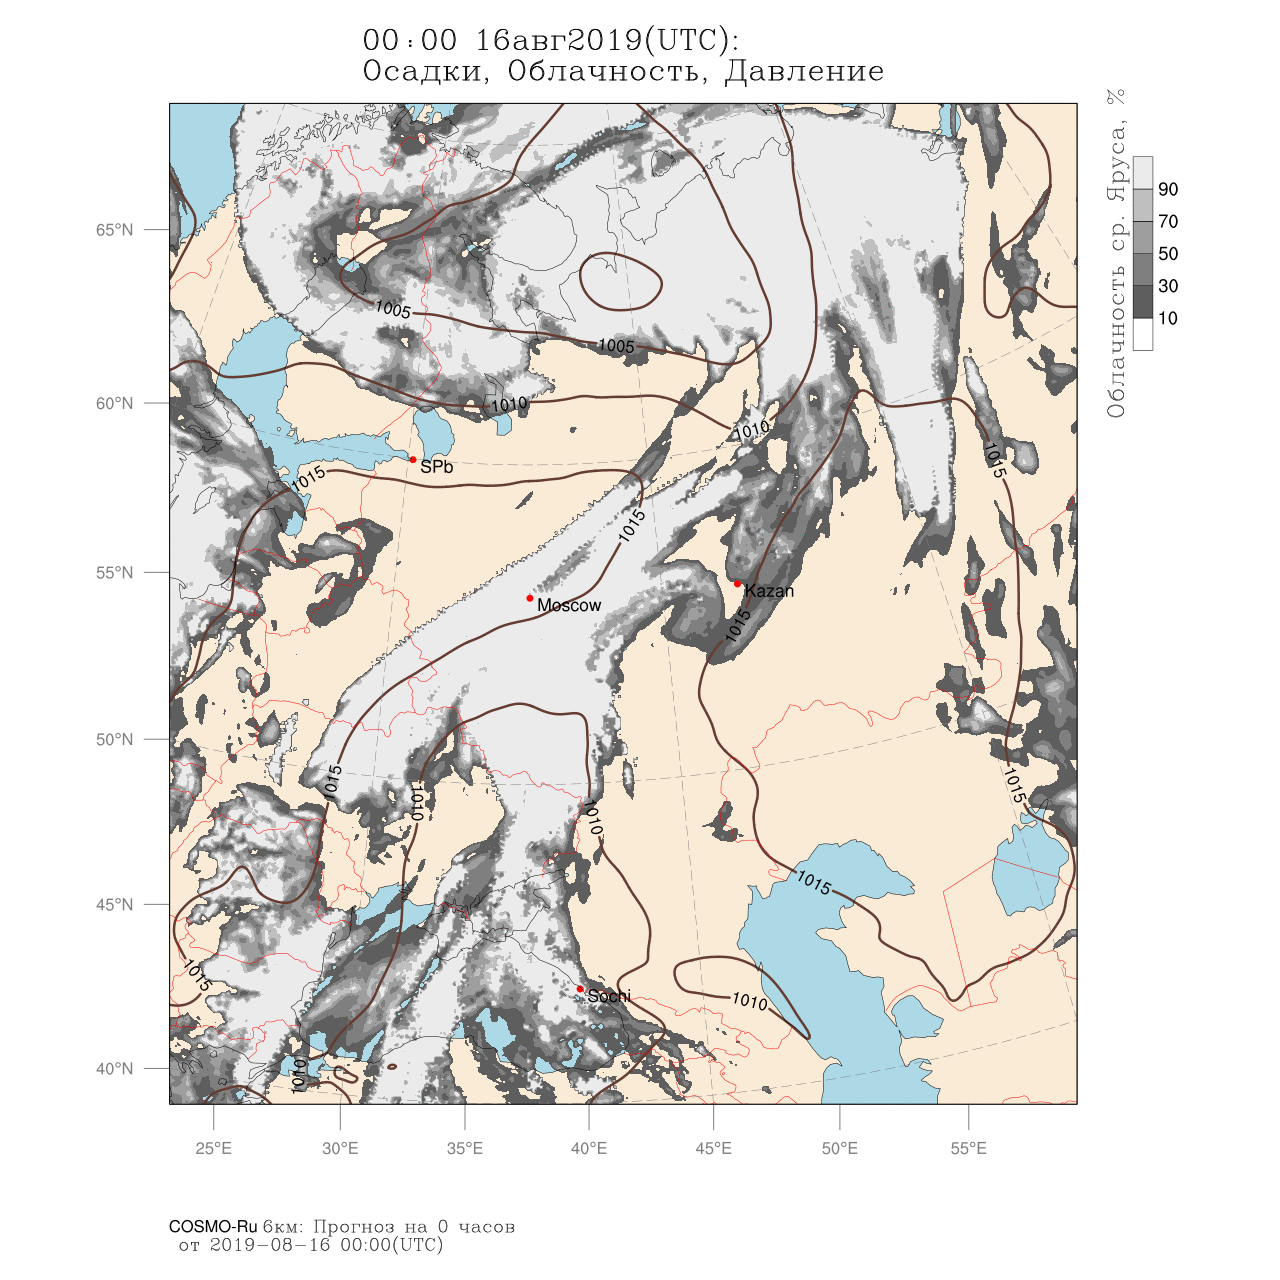 00:00 16авг2019(UTC):
Осадки, Облачность, Давление
Облачность ср. Яруса, %
90
70
50
30
10
65°N
60°N
55°N
50°N
45°N
40°N
1005
1005
1010
1010
1015
SPb
1015
1015
Moscow
Kazan
1015
1015
1010
1010
1015
1015
1015
1010
Sochi
1010
25°E
30°E
35°E
40°E
45°E
50°E
55°E
COSMO-Ru 6км: Прогноз на 0 часов
от 2019-08-16 00:00(UTC)